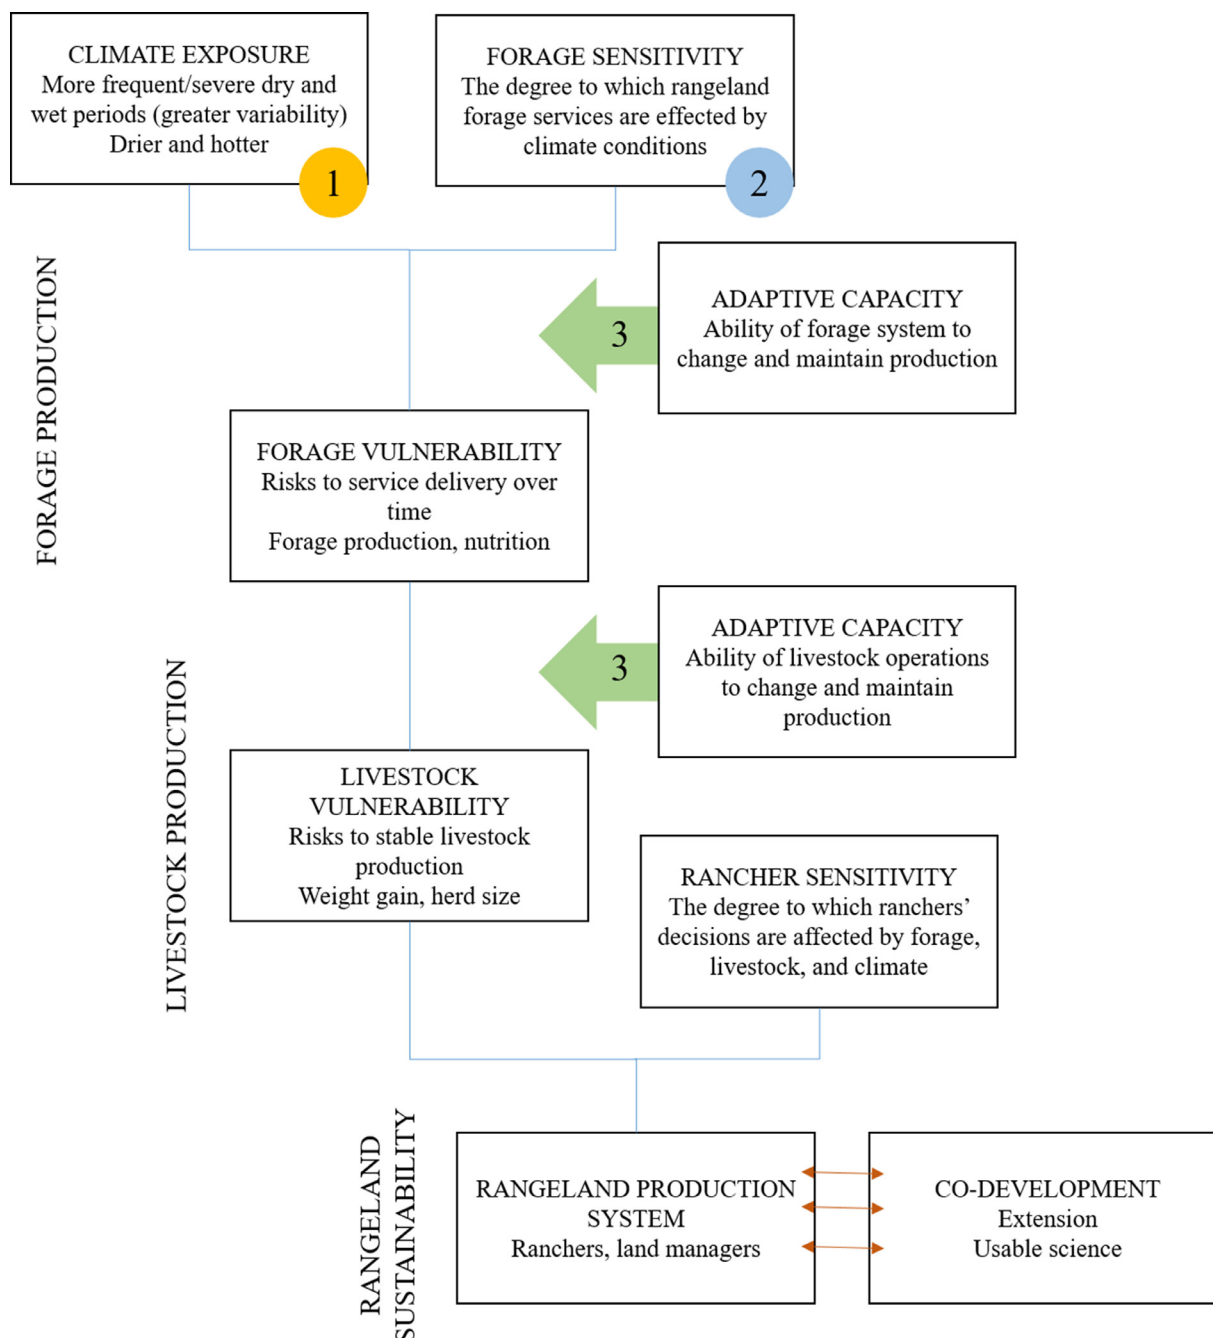 CLIMATE EXPOSURE
More frequent/severe dry and
wet periods (greater variability)
Drier and hotter
1
FORAGE SENSITIVITY
The degree to which rangeland
forage services are effected by
climate conditions
2
FORAGE PRODUCTION
3
ADAPTIVE CAPACITY
Ability of forage system to
change and maintain production
FORAGE VULNERABILITY
Risks to service delivery over
time
Forage production, nutrition
LIVESTOCK PRODUCTION
3
ADAPTIVE CAPACITY
Ability of livestock operations
to change and maintain
production
LIVESTOCK
VULNERABILITY
Risks to stable livestock
production
Weight gain, herd size
RANCHER SENSITIVITY
The degree to which ranchers’
decisions are affected by forage,
livestock, and climate
RANGELAND
SUSTAINABILITY
RANGELAND PRODUCTION
SYSTEM
Ranchers, land managers
CO-DEVELOPMENT
Extension
Usable science